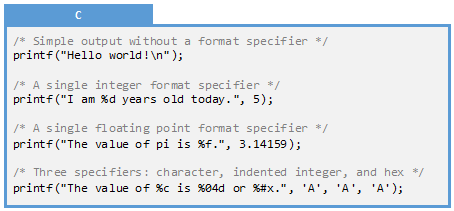 C
/* Simple output without a format specifier */
printf("Hello world!\n");
/* A single integer format specifier */
printf("I am %d years old today.", 5);
/* A single floating point format specifier */
printf("The value of pi is %f.", 3.14159);
/* Three specifiers: character, indented integer, and hex */
printf("The value of %c is %04d or %#x.", 'A', 'A', 'A');